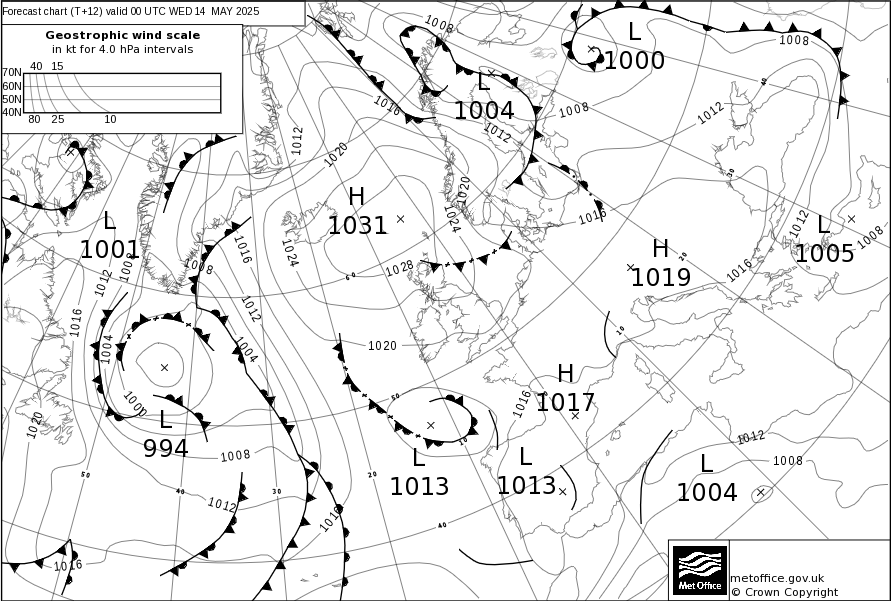 Forecast chart (T+12) valid 00 UTC WED 14 MAY 2025
Geostrophic wind scale
in kt for 4.0 hPa intervals
40 15
70N
60N
50N
40N
80 25 10
1008
L
1000
1008
L
1004
1016
1012
1008
1012
1012
1020
1020
H
1031
1024
1016
L
1001
1008
1016
1024
1028
H
1019
1016
1012
L
1005
1008
1012
1016
1004
1012
1004
1020
60
20
10
40
30
H
1017
1016
1000
L
994
1020
1008
1012
1016
1016
50
40
30
20
50
10
40
L
1013
L
1013
L
1004
1012
1008
Met Office
metoffice.gov.uk
© Crown Copyright